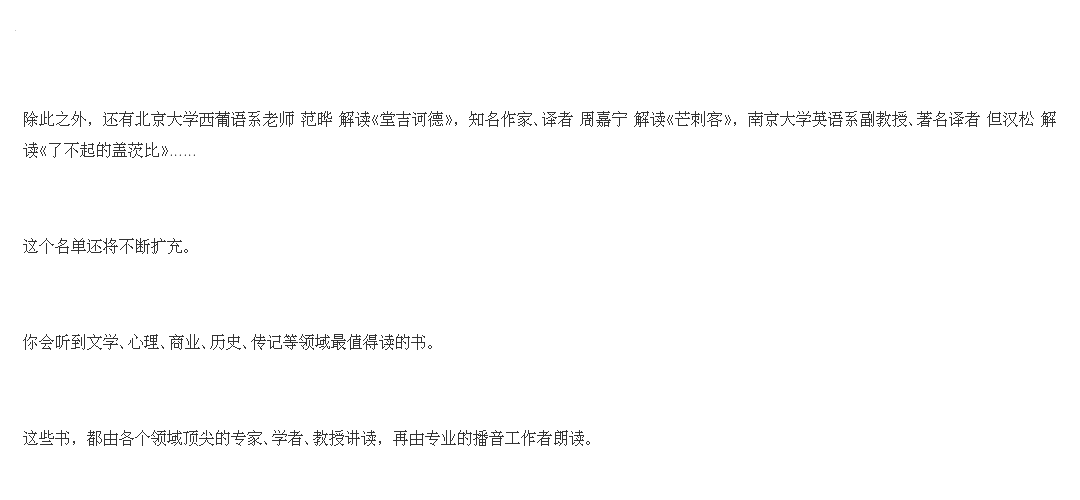 除此之外，还有北京大学西葡语系老师 范晔 解读《堂吉诃德》，知名作家、译者 周嘉宁 解读《芒刺客》，南京大学英语系副教授、著名译者 但汉松 解
读《了不起的盖茨比》……
这个名单还将不断扩充。
你会听到文学、心理、商业、历史、传记等领域最值得读的书。
这些书，都由各个领域顶尖的专家、学者、教授讲读，再由专业的播音工作者朗读。